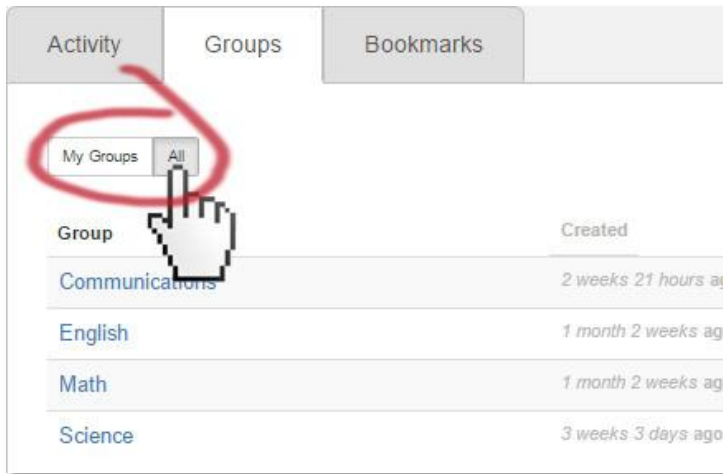 Activity Groups Bookmarks
My Groups All
Group Created
Communications 2 weeks 21 hours
English 1 month 2 weeks
Math 1 month 2 weeks
Science 3 weeks 3 days ago